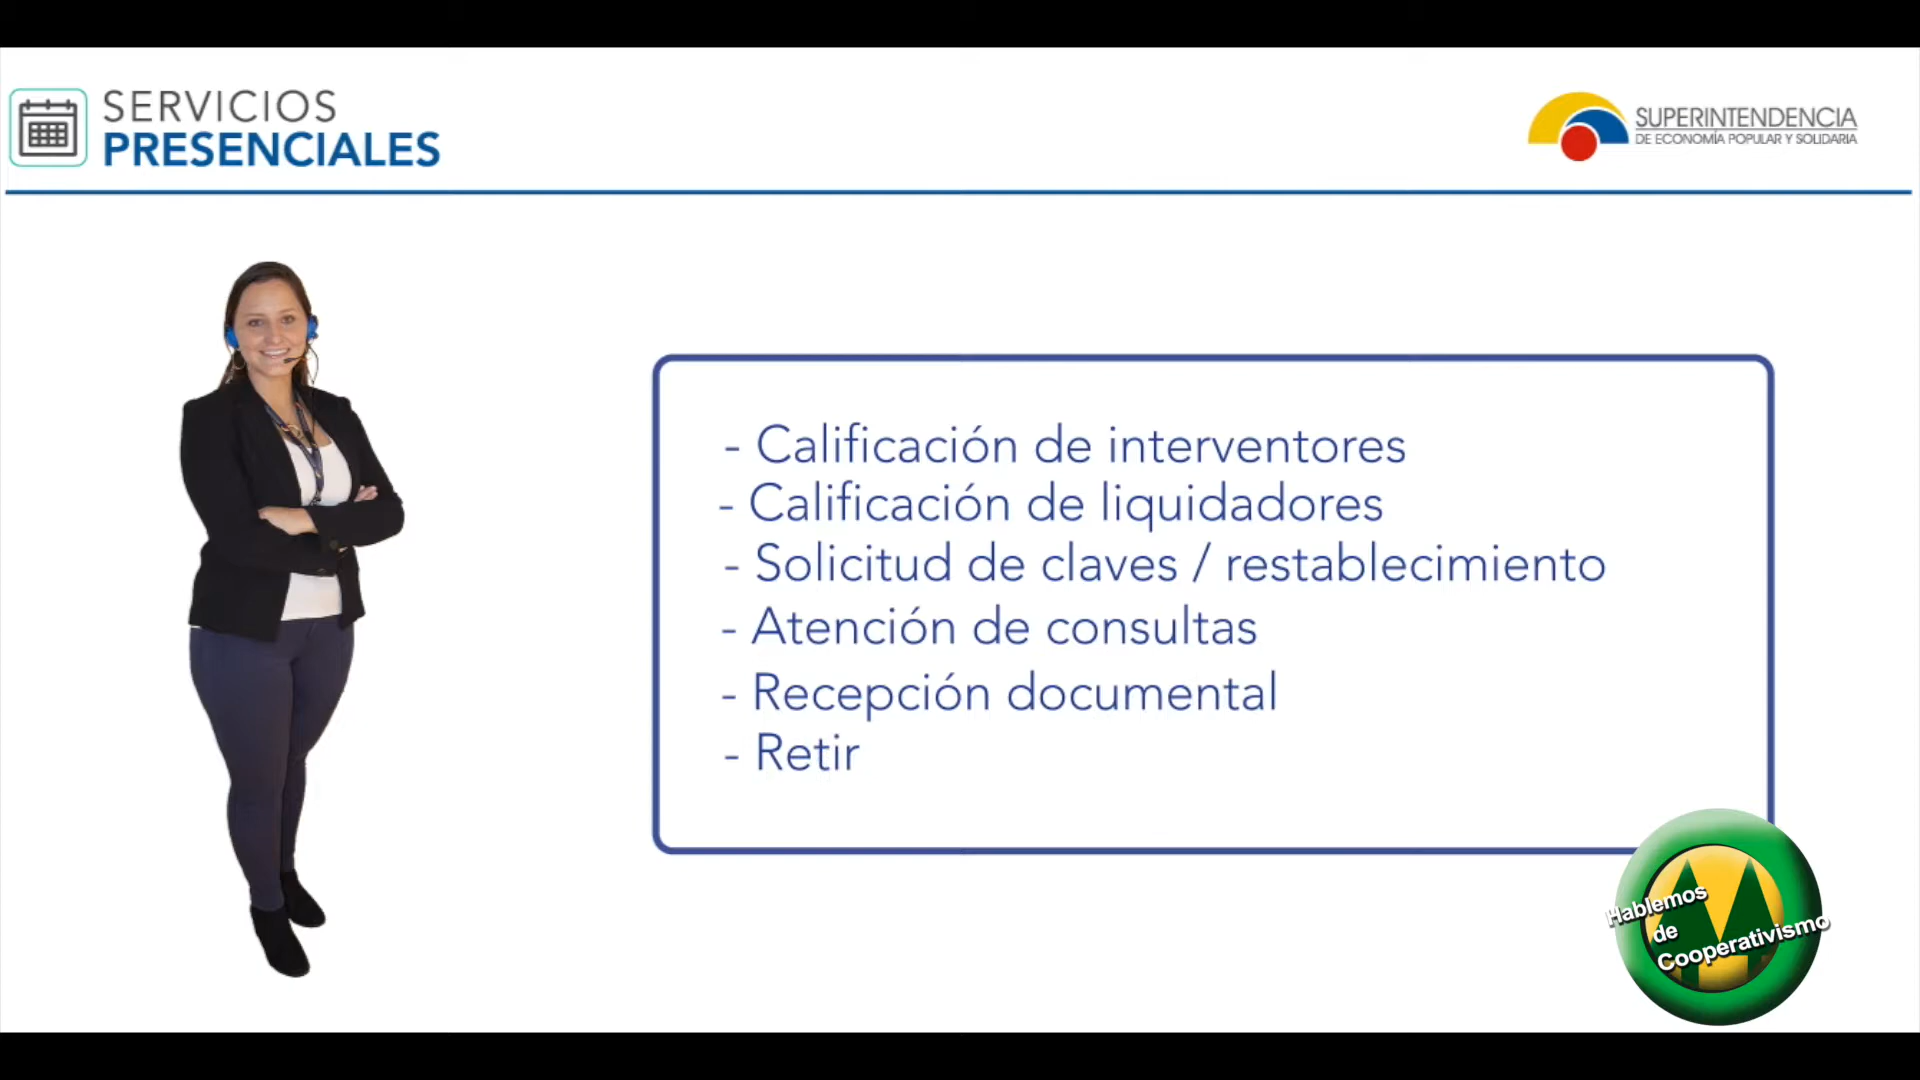 SERVICIOS
PRESENCIALES
SUPERINTENDENCIA
DE ECONOMÍA POPULAR Y SOLIDARIA
- Calificación de interventores
- Calificación de liquidadores
- Solicitud de claves / restablecimiento
- Atención de consultas
- Recepción documental
- Retir
Hablemos
de
Cooperativismo